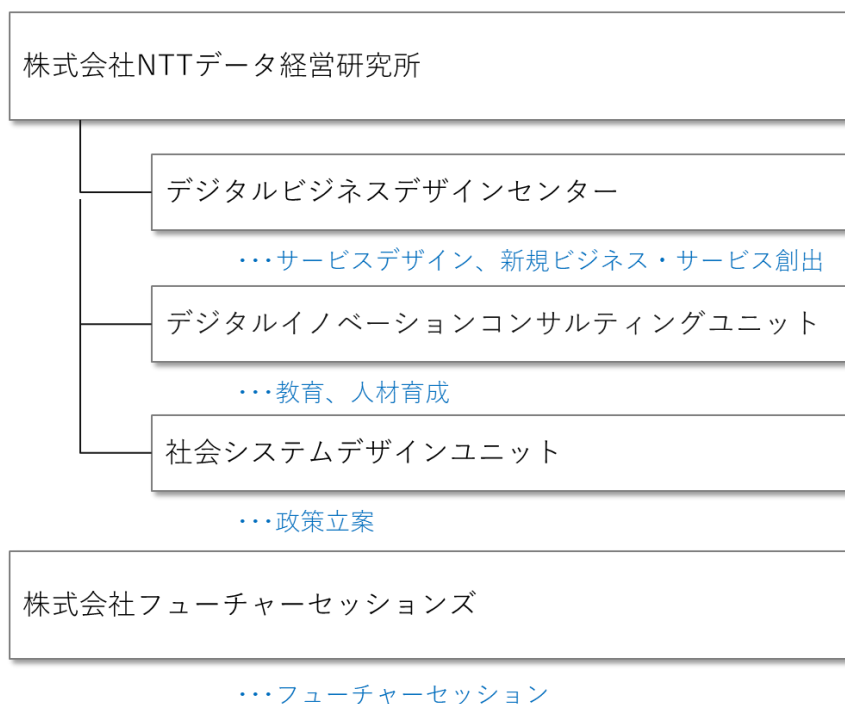 株式会社NTTデータ経営研究所
デジタルビジネスデザインセンター
･･･サービスデザイン、新規ビジネス・サービス創出
デジタルイノベーションコンサルティングユニット
･･･教育、人材育成
社会システムデザインユニット
･･･政策立案
株式会社フューチャーセッションズ
･･･フューチャーセッション